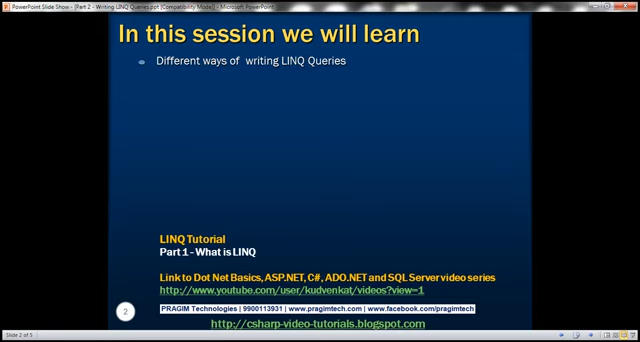 PowerPoint Slide Show - [Part 2 - Writing LINQ Queries.ppt [Compatibility Mode]] - Microsoft PowerPoint
In this session we will learn
Different ways of writing LINQ Queries
LINQ Tutorial
Part 1 - What is LINQ
Link to Dot Net Basics, ASP.NET, C#, ADO.NET and SQL Server video series
http://www.youtube.com/user/kudvenkat/videos?view=1
2
PRAGIM Technologies | 9900113931 | www.pragimtech.com | www.facebook.com/pragimtech
http://csharp-video-tutorials.blogspot.com
Slide 2 of 5